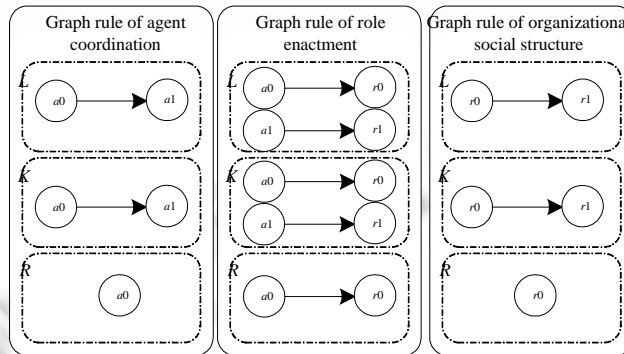 Graph rule of agent
coordination
L
a0 a1
K
a0 a1
R
a0
Graph rule of role
enactment
L
a0 r0
a1 r1
K
a0 r0
a1 r1
R
a0 r0
Graph rule of organizationa
social structure
L
r0 r1
K
r0 r1
R
r0